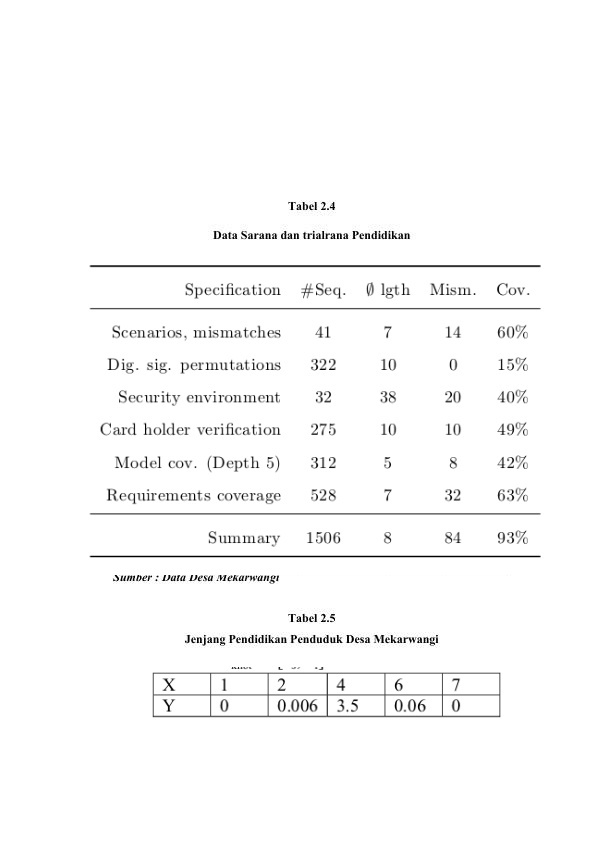 Tabel 2.4
Data Sarana dan trialrana Pendidikan
Specification #Seq. ∅ lgth Mism. Cov.
Scenarios, mismatches 41 7 14 60%
Dig. sig. permutations 322 10 0 15%
Security environment 32 38 20 40%
Card holder verification 275 10 10 49%
Model cov. (Depth 5) 312 5 8 42%
Requirements coverage 528 7 32 63%
Summary 1506 8 84 93%
Sumber : Data Desa Mekarwangi
Tabel 2.5
Jenjang Pendidikan Penduduk Desa Mekarwangi
X 1 2 4 6 7
Y 0 0.006 3.5 0.06 0